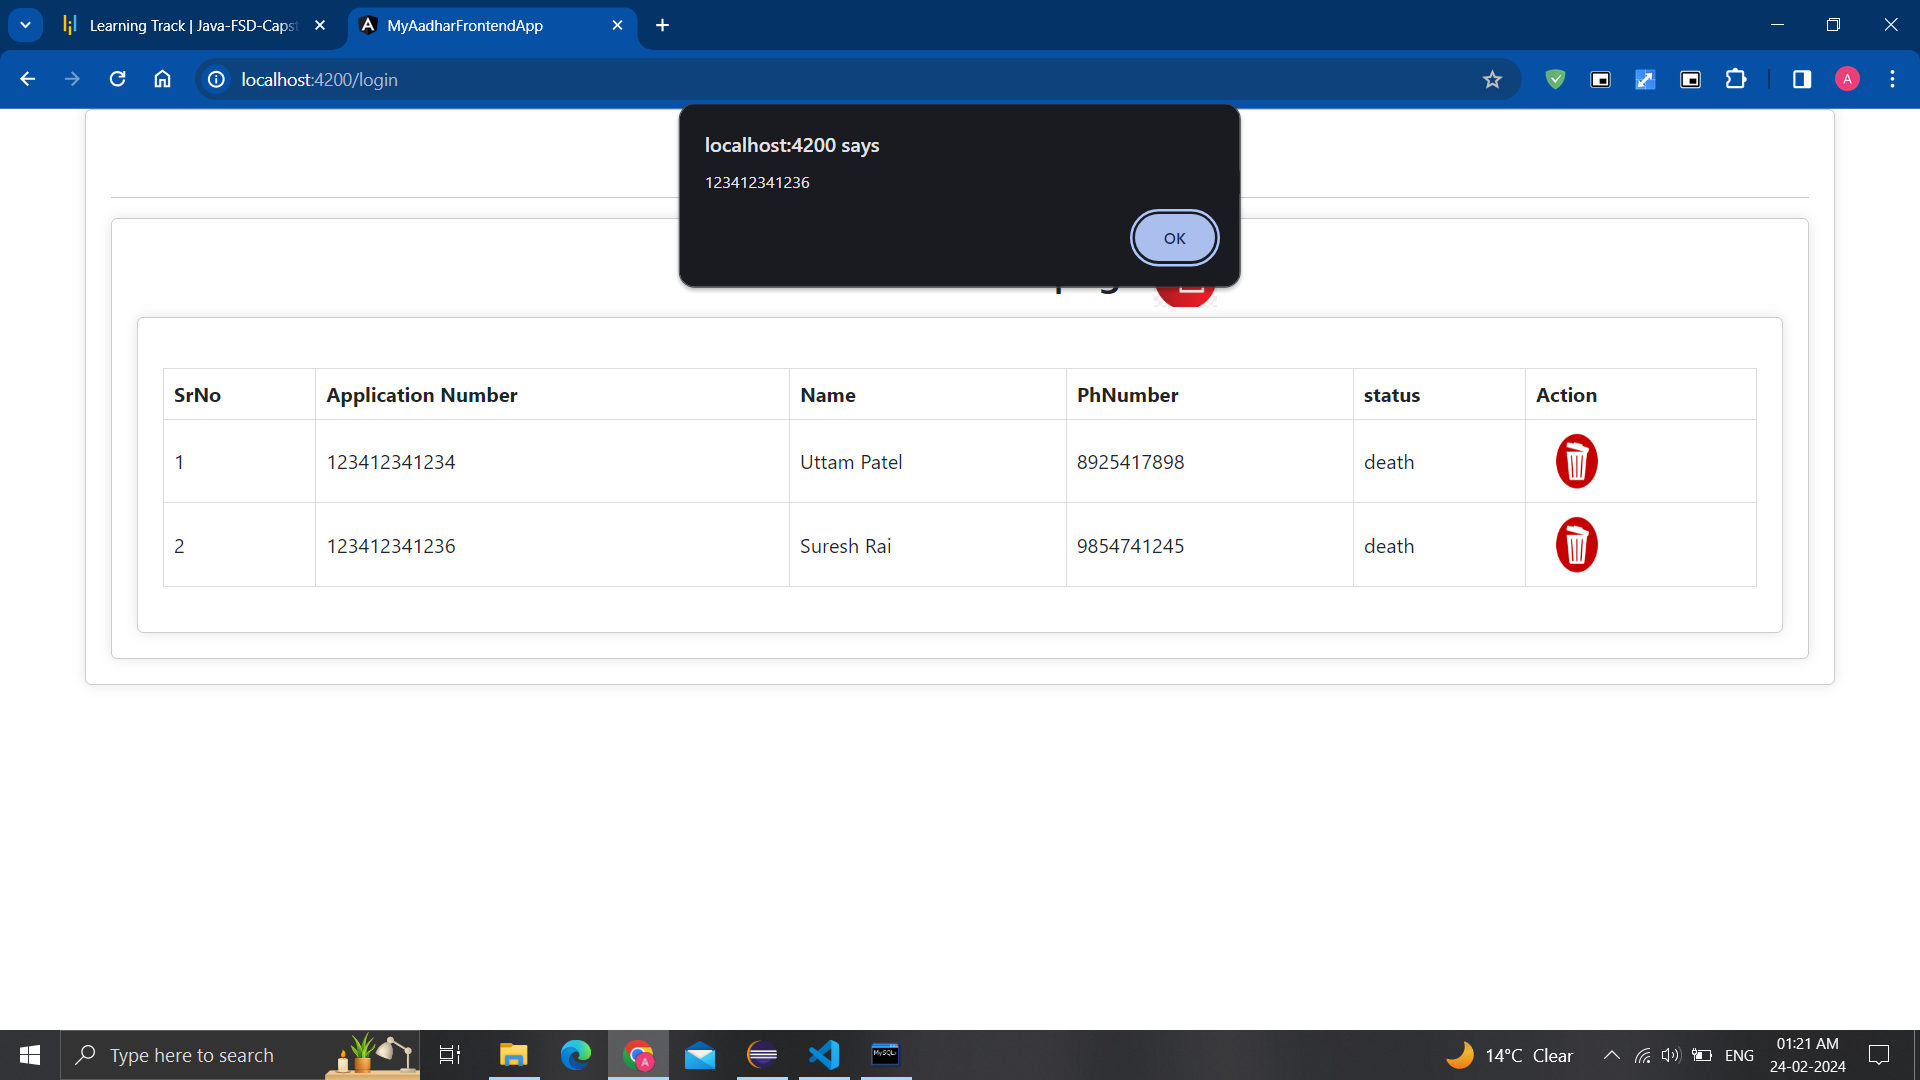 Learning Track | Java-FSD-Capst
MyAadharFrontendApp
localhost:4200/login
A
localhost:4200 says
123412341236
OK
SrNo Application Number Name PhNumber status Action
1 123412341234 Uttam Patel 8925417898 death
2 123412341236 Suresh Rai 9854741245 death
Type here to search
A
MySQL
14°C Clear
ENG
01:21 AM
24-02-2024